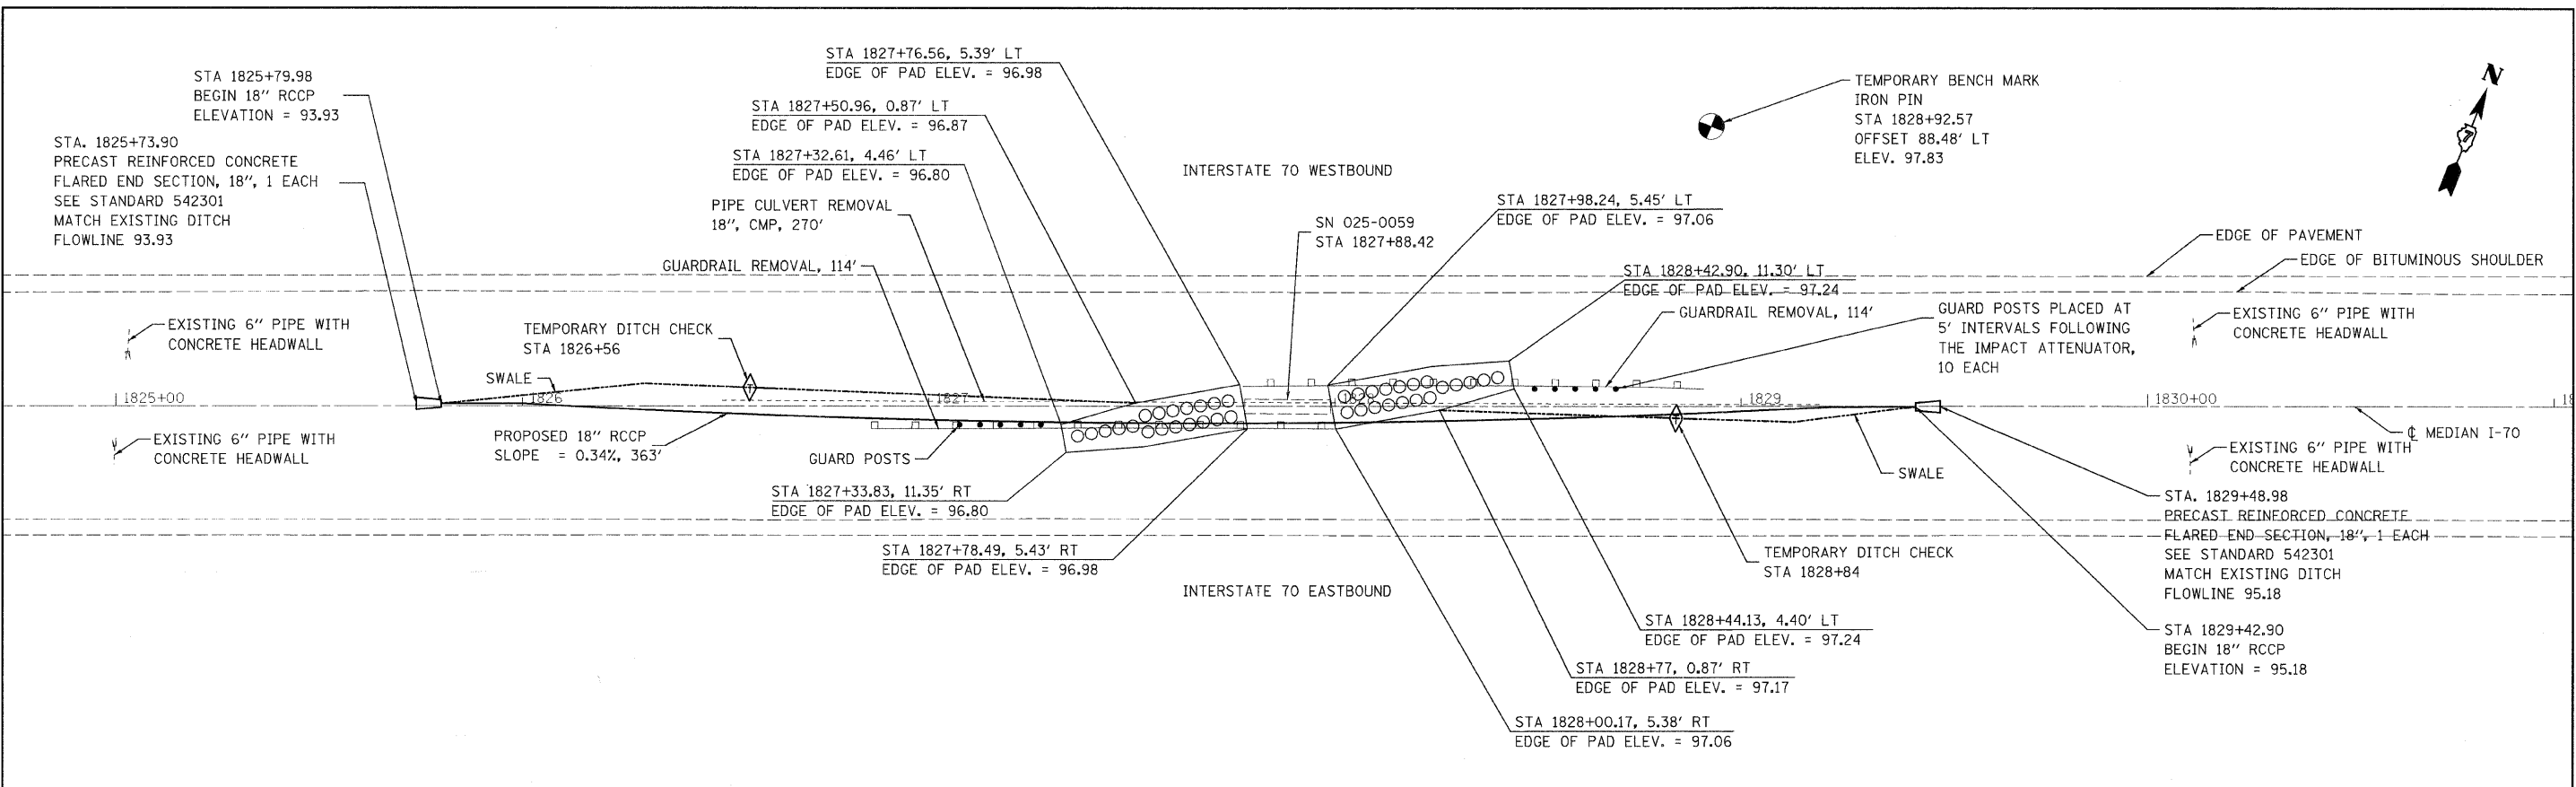 STA 1827+76.56, 5.39' LT
EDGE OF PAD ELEV. = 96.98
STA 1825+79.98
BEGIN 18" RCCP
ELEVATION = 93.93
STA 1827+50.96, 0.87' LT
EDGE OF PAD ELEV. = 96.87
TEMPORARY BENCH MARK
IRON PIN
STA 1828+92.57
OFFSET 88.48' LT
ELEV. 97.83
N
7
STA. 1825+73.90
PRECAST REINFORCED CONCRETE
FLARED END SECTION, 18", 1 EACH
SEE STANDARD 542301
MATCH EXISTING DITCH
FLOWLINE 93.93
STA 1827+32.61, 4.46' LT
EDGE OF PAD ELEV. = 96.80
INTERSTATE 70 WESTBOUND
PIPE CULVERT REMOVAL
18", CMP, 270'
STA 1827+98.24, 5.45' LT
EDGE OF PAD ELEV. = 97.06
SN 025-0059
STA 1827+88.42
EDGE OF PAVEMENT
EDGE OF BITUMINOUS SHOULDER
GUARDRAIL REMOVAL, 114'
STA 1828+42.90, 11.30' LT
EDGE OF PAD ELEV. = 97.24
GUARDRAIL REMOVAL, 114'
GUARD POSTS PLACED AT
5' INTERVALS FOLLOWING
THE IMPACT ATTENUATOR,
10 EACH
EXISTING 6" PIPE WITH
CONCRETE HEADWALL
EXISTING 6" PIPE WITH
CONCRETE HEADWALL
TEMPORARY DITCH CHECK
STA 1826+56
SWALE
1825+00
1826
1827
1829
1830+00
EXISTING 6" PIPE WITH
CONCRETE HEADWALL
PROPOSED 18" RCCP
SLOPE = 0.34%, 363'
GUARD POSTS
℄ MEDIAN I-70
EXISTING 6" PIPE WITH
CONCRETE HEADWALL
SWALE
STA 1827+33.83, 11.35' RT
EDGE OF PAD ELEV. = 96.80
STA. 1829+48.98
PRECAST REINFORCED CONCRETE
FLARED END SECTION, 18", 1 EACH
SEE STANDARD 542301
MATCH EXISTING DITCH
FLOWLINE 95.18
STA 1827+78.49, 5.43' RT
EDGE OF PAD ELEV. = 96.98
TEMPORARY DITCH CHECK
STA 1828+84
INTERSTATE 70 EASTBOUND
STA 1828+44.13, 4.40' LT
EDGE OF PAD ELEV. = 97.24
STA 1829+42.90
BEGIN 18" RCCP
ELEVATION = 95.18
STA 1828+77, 0.87' RT
EDGE OF PAD ELEV. = 97.17
STA 1828+00.17, 5.38' RT
EDGE OF PAD ELEV. = 97.06